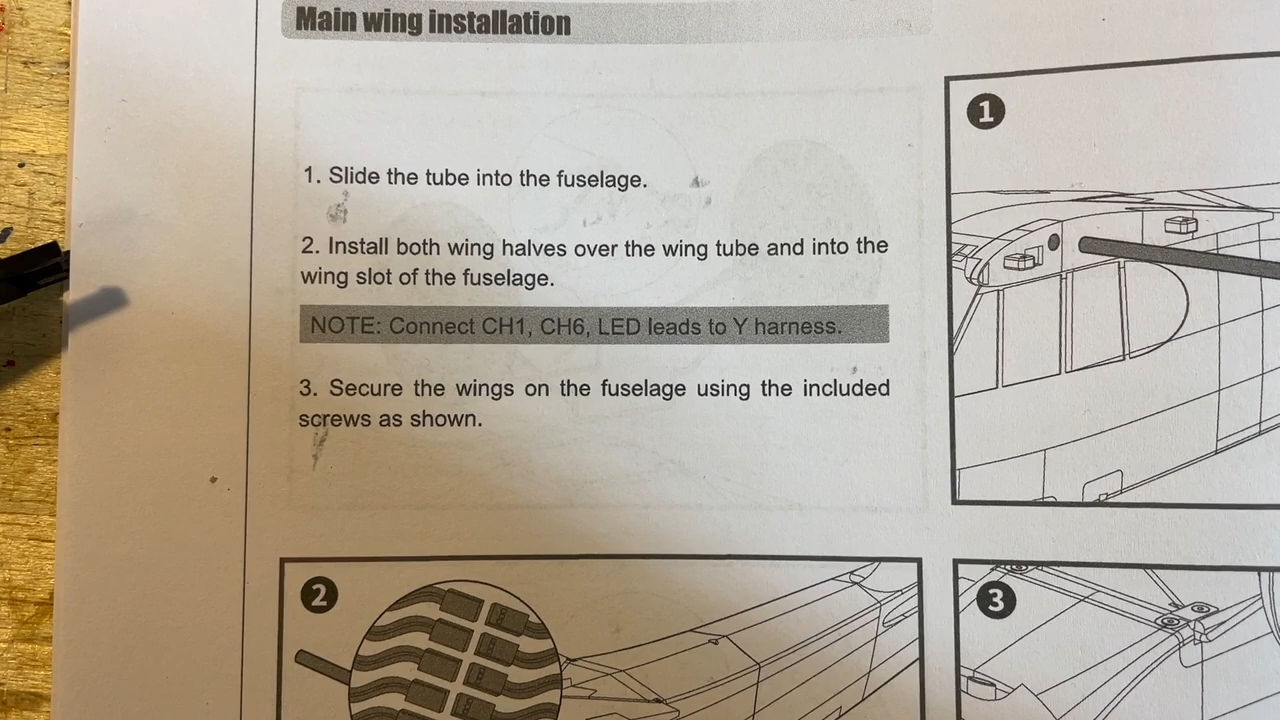 Main wing installation
1. Slide the tube into the fuselage.
2. Install both wing halves over the wing tube and into the
wing slot of the fuselage.
NOTE: Connect CH1, CH6, LED leads to Y harness.
3. Secure the wings on the fuselage using the included
screws as shown.
1
2
3